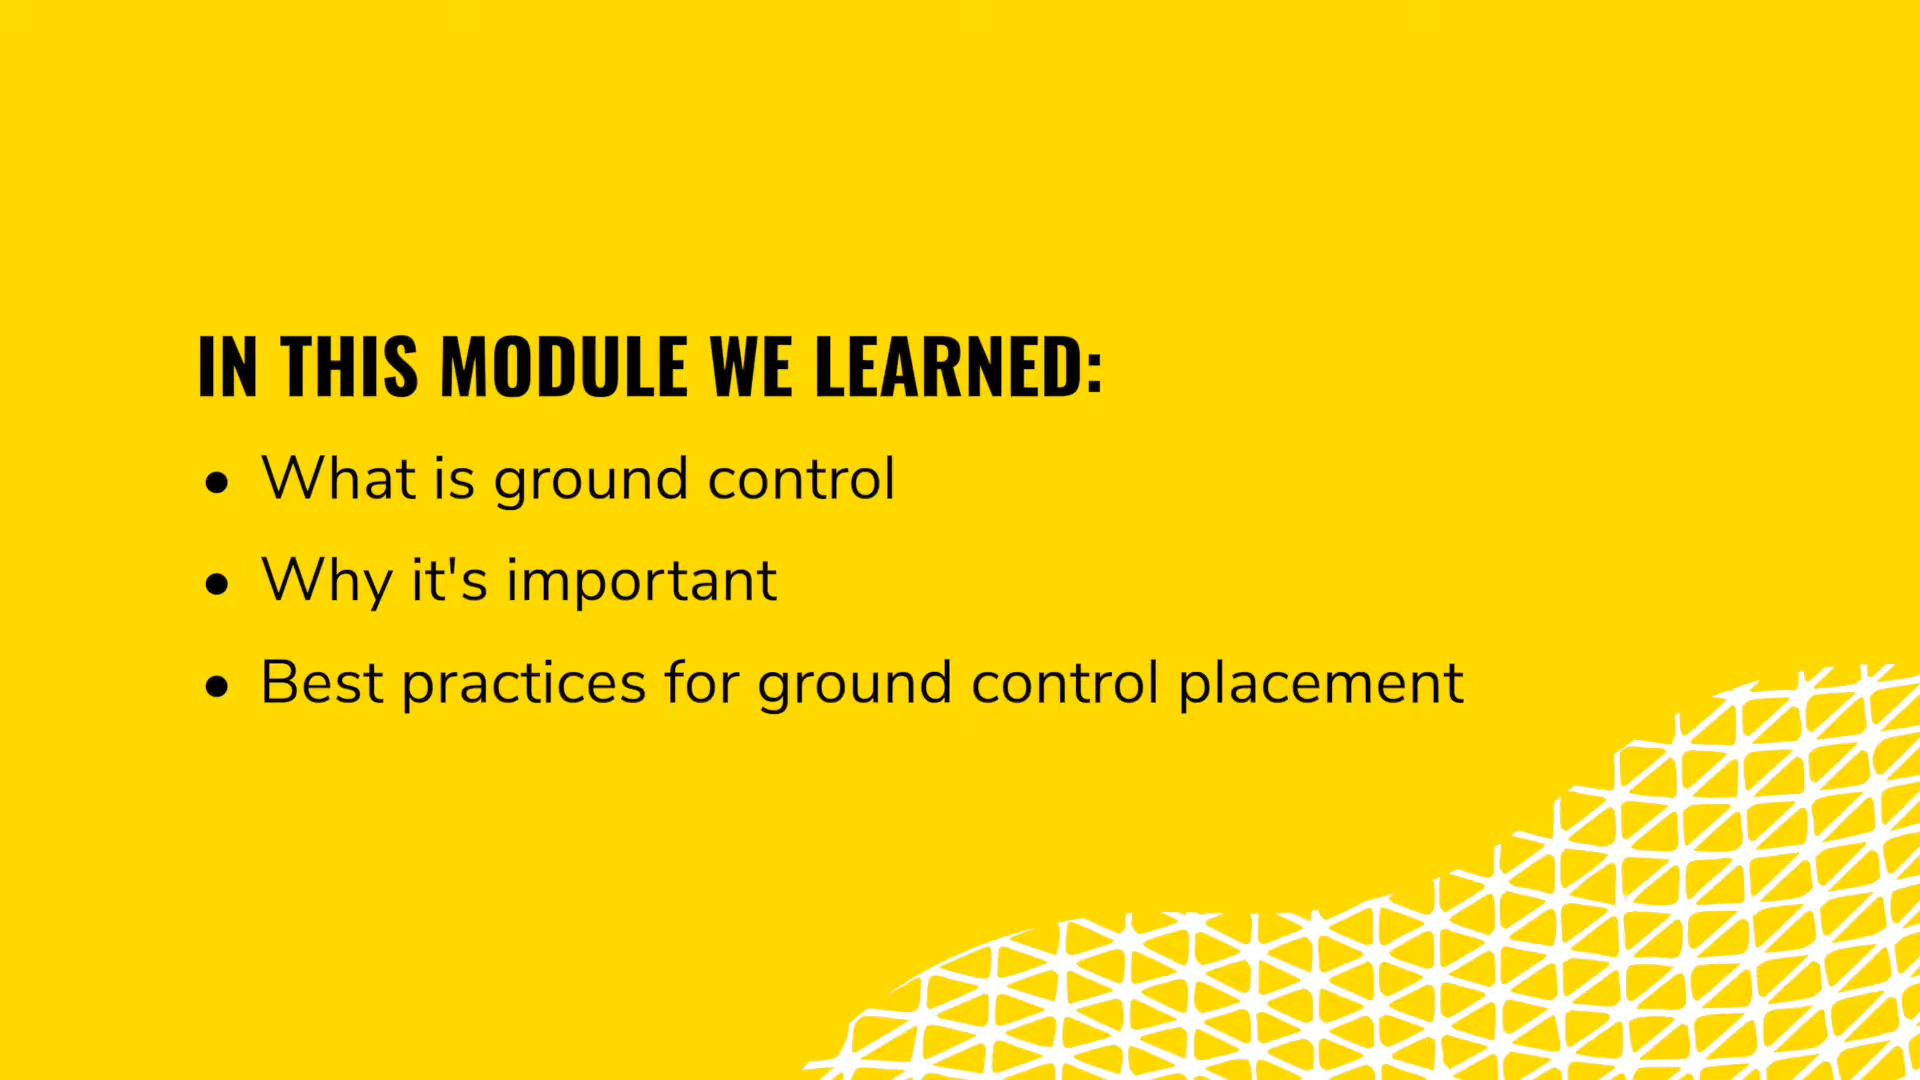 IN THIS MODULE WE LEARNED:
• What is ground control
• Why it's important
• Best practices for ground control placement